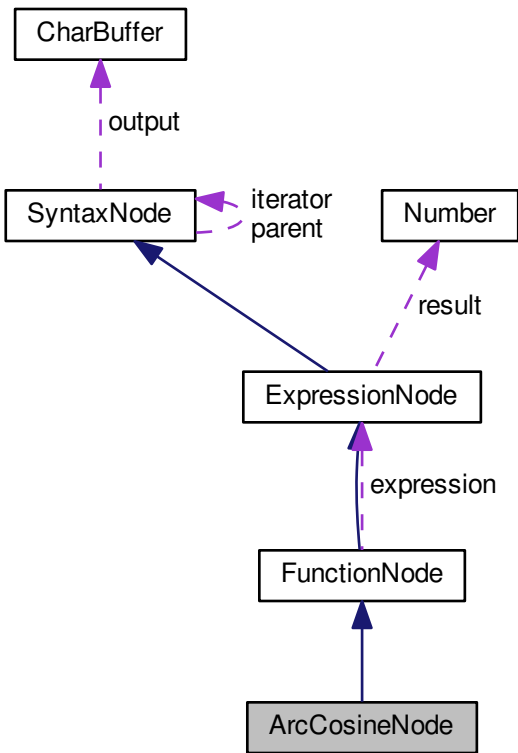 CharBuffer
output
SyntaxNode
iterator
parent
Number
result
ExpressionNode
expression
FunctionNode
ArcCosineNode